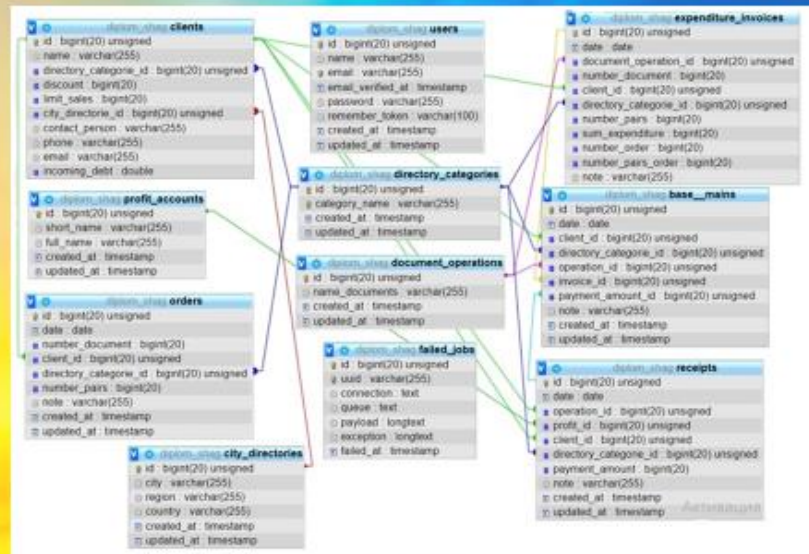 diplom_shag clients
id : bigint(20) unsigned
name : varchar(255)
directory_categorie_id : bigint(20) unsigned
discount : bigint(20)
limit_sales : bigint(20)
city_directorie_id : bigint(20) unsigned
contact_person : varchar(255)
phone : varchar(255)
email : varchar(255)
incoming_debt : double
diplom_shag profit_accounts
id : bigint(20) unsigned
short_name : varchar(255)
full_name : varchar(255)
created_at : timestamp
updated_at : timestamp
diplom_shag orders
id : bigint(20) unsigned
date : date
number_document : bigint(20)
client_id : bigint(20) unsigned
directory_categorie_id : bigint(20) unsigned
number_pairs : bigint(20)
note : varchar(255)
created_at : timestamp
updated_at : timestamp
diplom_shag city_directories
id : bigint(20) unsigned
city : varchar(255)
region : varchar(255)
country : varchar(255)
created_at : timestamp
updated_at : timestamp
diplom_shag users
id : bigint(20) unsigned
name : varchar(255)
email : varchar(255)
email_verified_at : timestamp
password : varchar(255)
remember_token : varchar(100)
created_at : timestamp
updated_at : timestamp
diplom_shag directory_categories
id : bigint(20) unsigned
category_name : varchar(255)
created_at : timestamp
updated_at : timestamp
diplom_shag document_operations
id : bigint(20) unsigned
name_documents : varchar(255)
created_at : timestamp
updated_at : timestamp
diplom_shag failed_jobs
id : bigint(20) unsigned
uuid : varchar(255)
connection : text
queue : text
payload : longtext
exception : longtext
failed_at : timestamp
diplom_shag expenditure_invoices
id : bigint(20) unsigned
date : date
document_operation_id : bigint(20) unsigned
number_document : bigint(20)
client_id : bigint(20) unsigned
directory_categorie_id : bigint(20) unsigned
number_pairs : bigint(20)
sum_expenditure : bigint(20)
number_order : bigint(20)
number_pairs_order : bigint(20)
note : varchar(255)
diplom_shag base__mains
id : bigint(20) unsigned
date : date
client_id : bigint(20) unsigned
directory_categorie_id : bigint(20) unsigned
operation_id : bigint(20) unsigned
invoice_id : bigint(20) unsigned
payment_amount_id : bigint(20) unsigned
note : varchar(255)
created_at : timestamp
updated_at : timestamp
diplom_shag receipts
id : bigint(20) unsigned
date : date
operation_id : bigint(20) unsigned
profit_id : bigint(20) unsigned
client_id : bigint(20) unsigned
directory_categorie_id : bigint(20) unsigned
payment_amount : bigint(20)
note : varchar(255)
created_at : timestamp
updated_at : timestamp
Активация